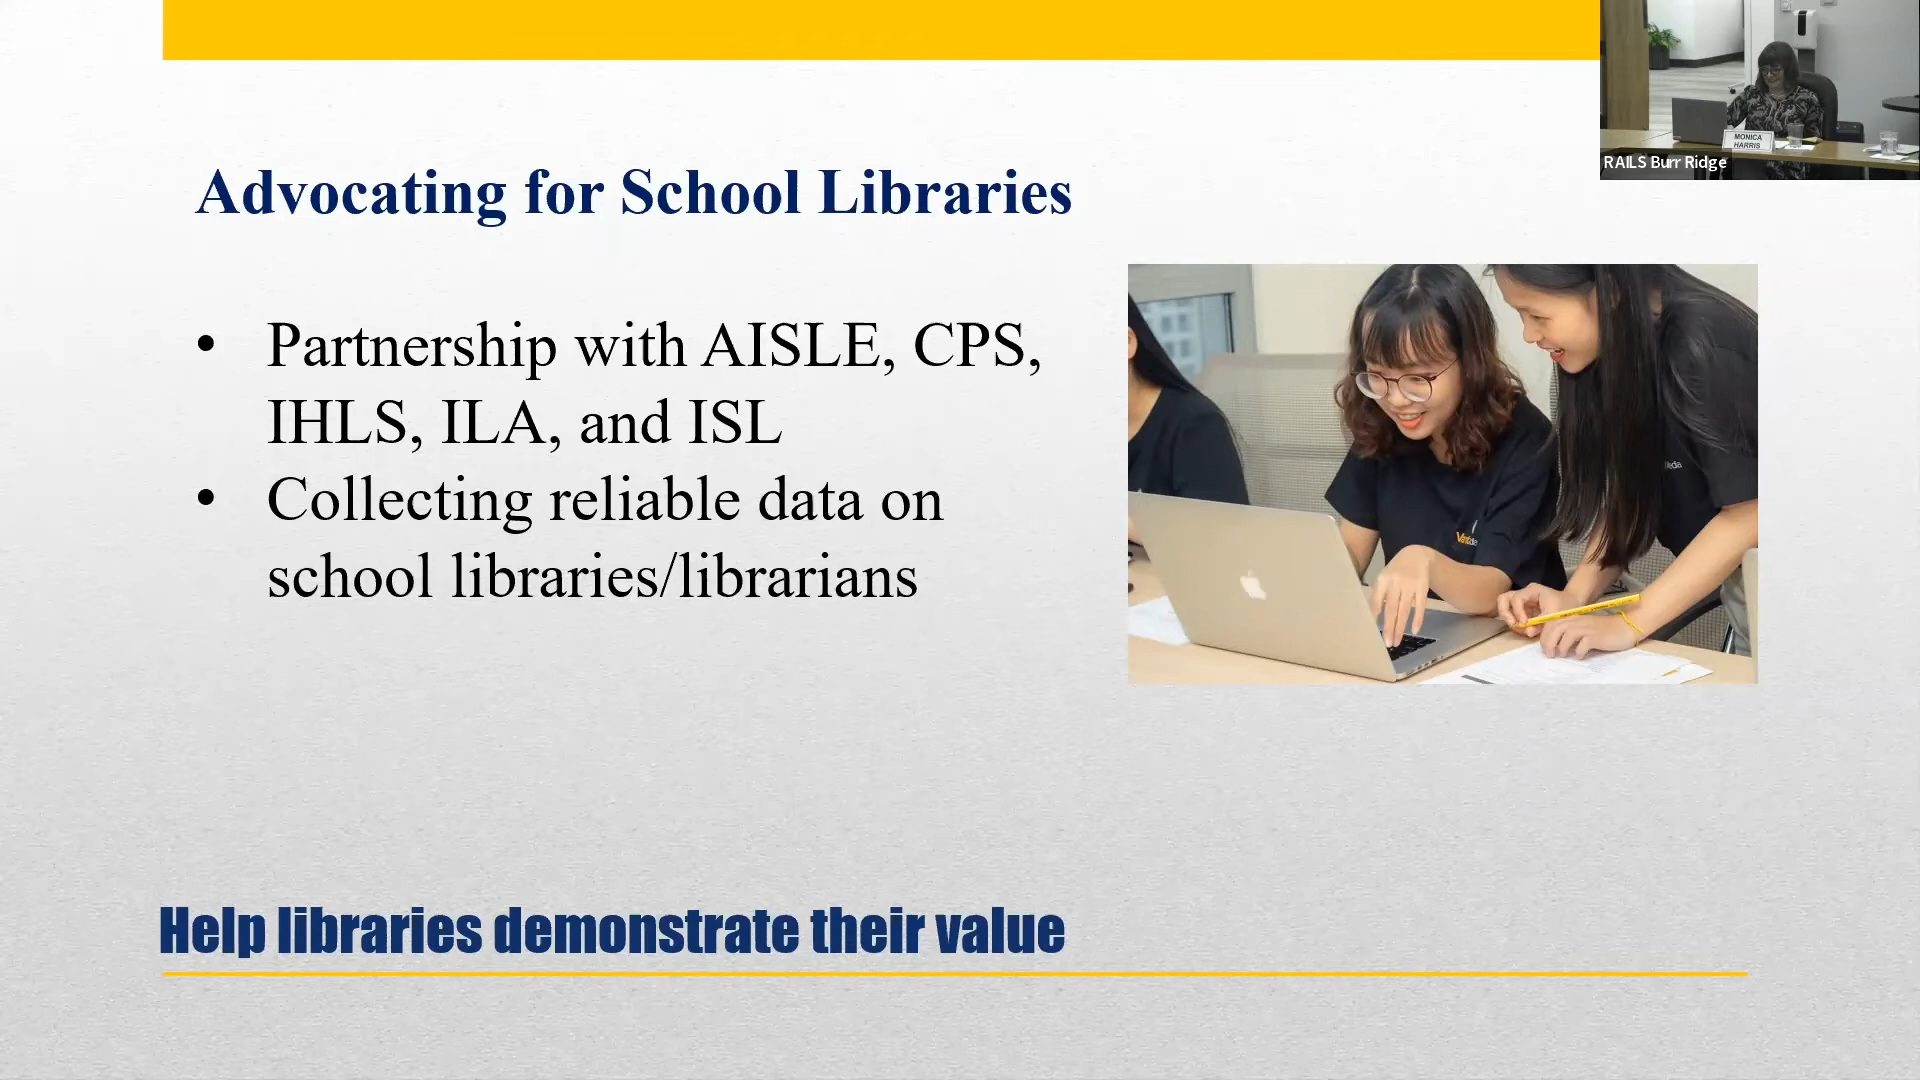 MONICA
HARRIS
RAILS Burr Ridge
Advocating for School Libraries
• Partnership with AISLE, CPS,
IHLS, ILA, and ISL
• Collecting reliable data on
school libraries/librarians
Help libraries demonstrate their value